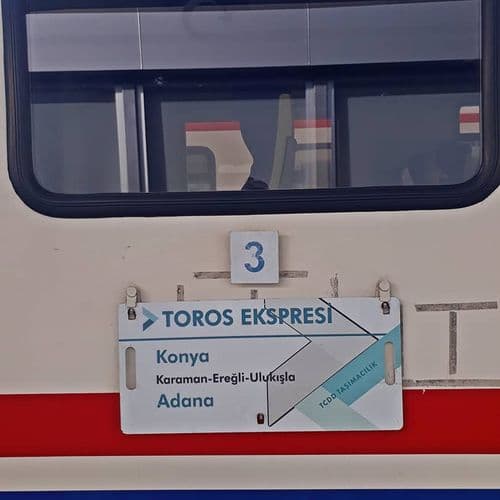 3
TOROS EKSPRESİ
Konya
Karaman-Ereğli-Ulukışla
Adana
TCDD TAŞIMACILIK